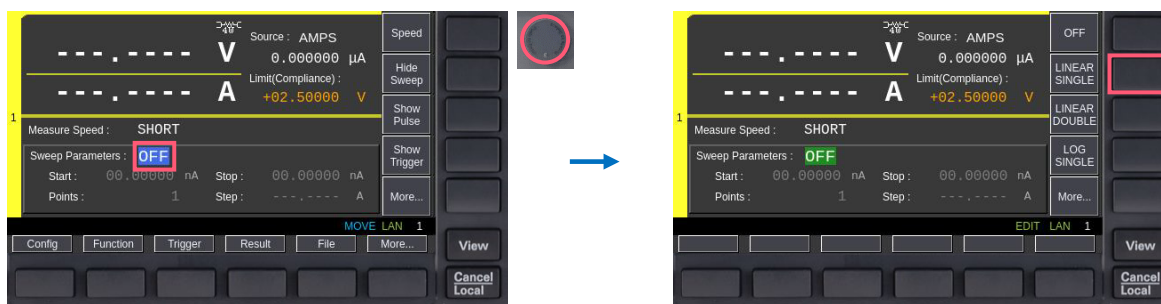 Source : AMPS
Speed
---.---- V
0.000000 µA
Hide
Sweep
Limit(Compliance) :
---.---- A
+02.50000 V
Show
Pulse
1
Measure Speed : SHORT
Show
Trigger
Sweep Parameters : OFF
Start : 00.00000 nA Stop : 00.00000 nA
Points : 1 Step : ---.---- A
More...
MOVE LAN 1
Config Function Trigger Result File More...
View
Cancel
Local
Source : AMPS
OFF
---.---- V
0.000000 µA
LINEAR
SINGLE
Limit(Compliance) :
---.---- A
+02.50000 V
LINEAR
DOUBLE
1
Measure Speed : SHORT
LOG
SINGLE
Sweep Parameters : OFF
Start : 00.00000 nA Stop : 00.00000 nA
Points : 1 Step : ---.---- A
More...
EDIT LAN 1
View
Cancel
Local